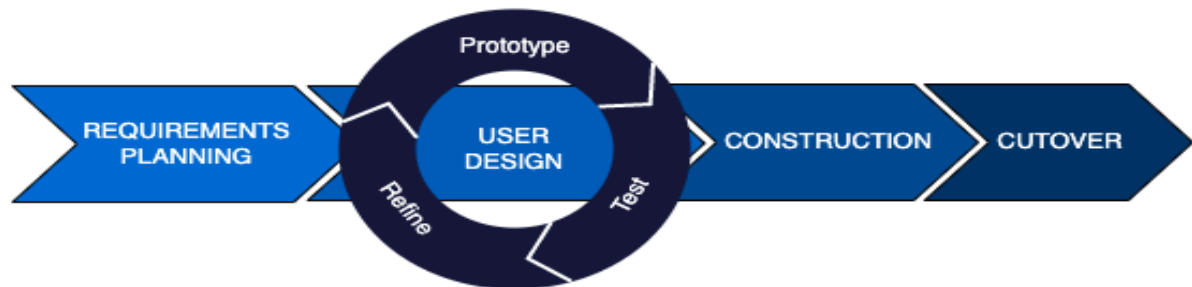 Prototype
REQUIREMENTS
PLANNING
USER
DESIGN
CONSTRUCTION
CUTOVER
Refine
Test